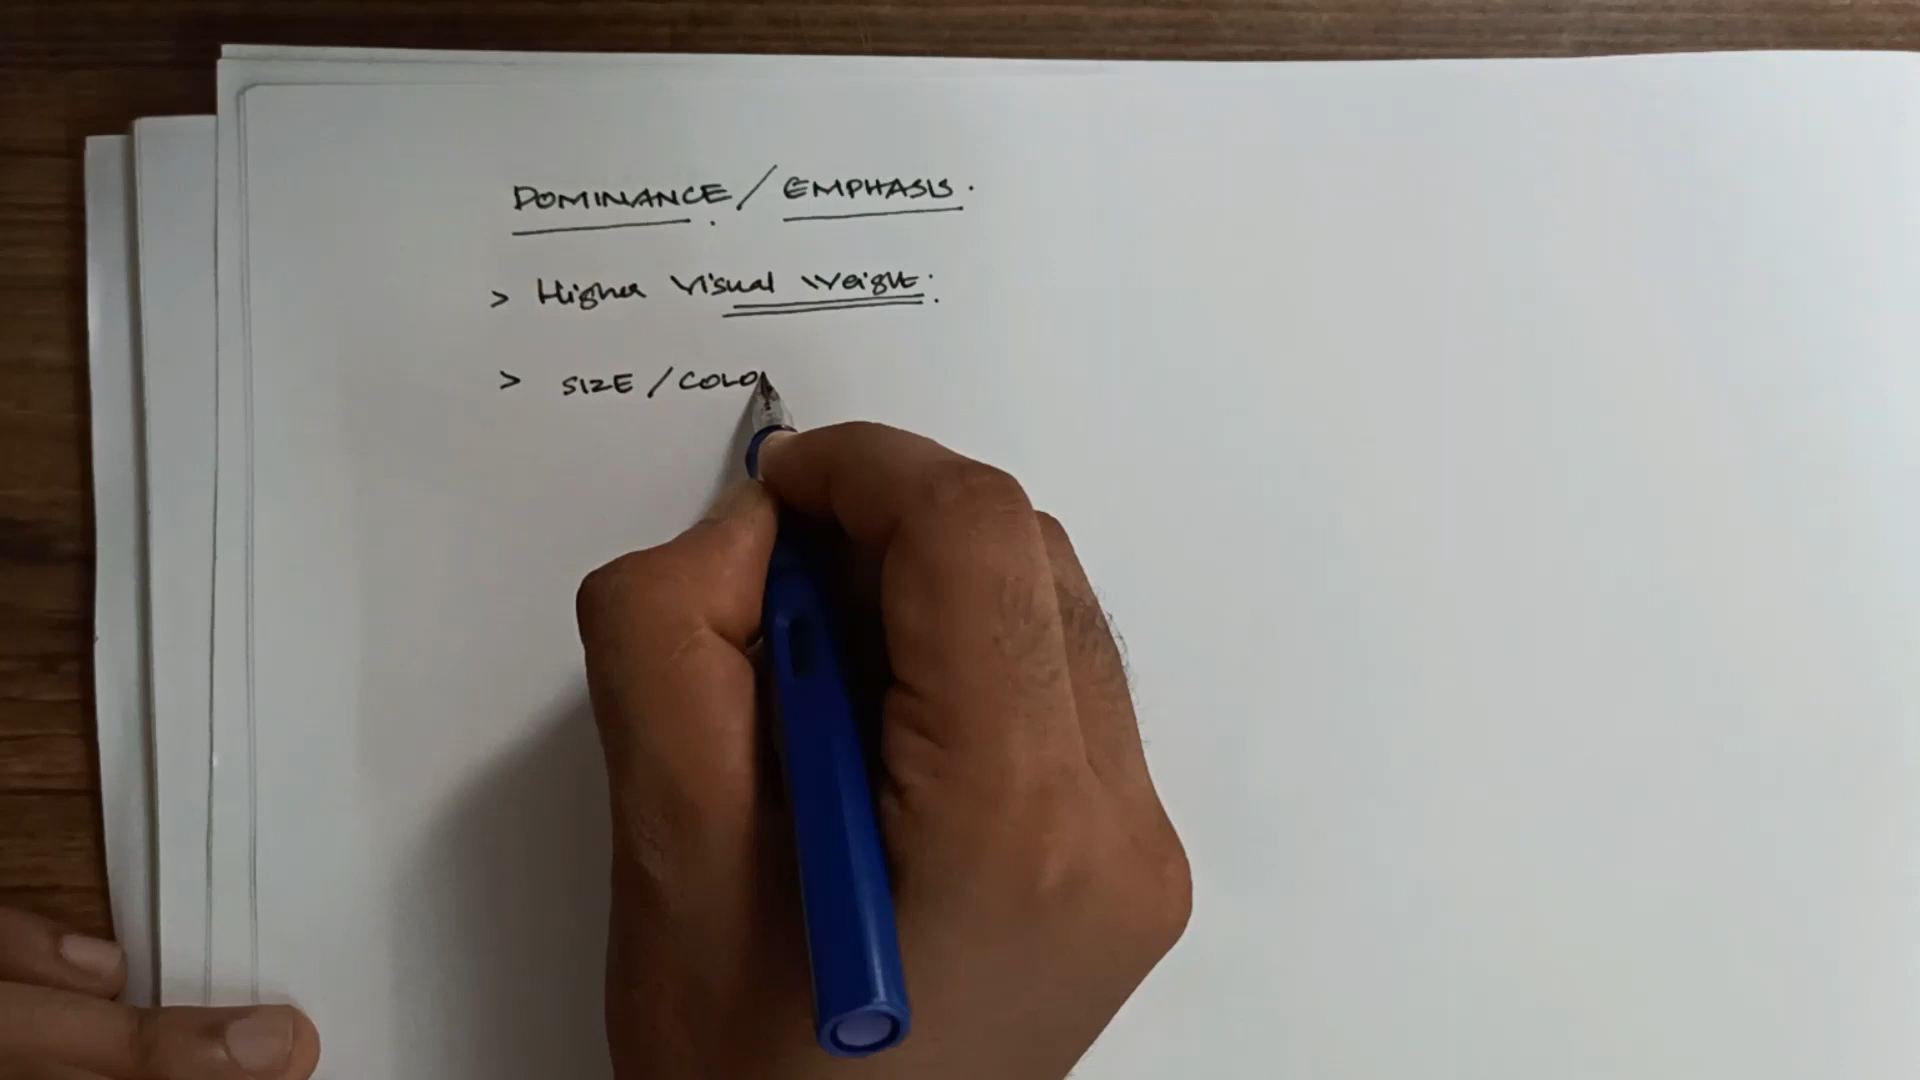 DOMINANCE / EMPHASIS.
> Higher Visual Weight.
> SIZE / COLO